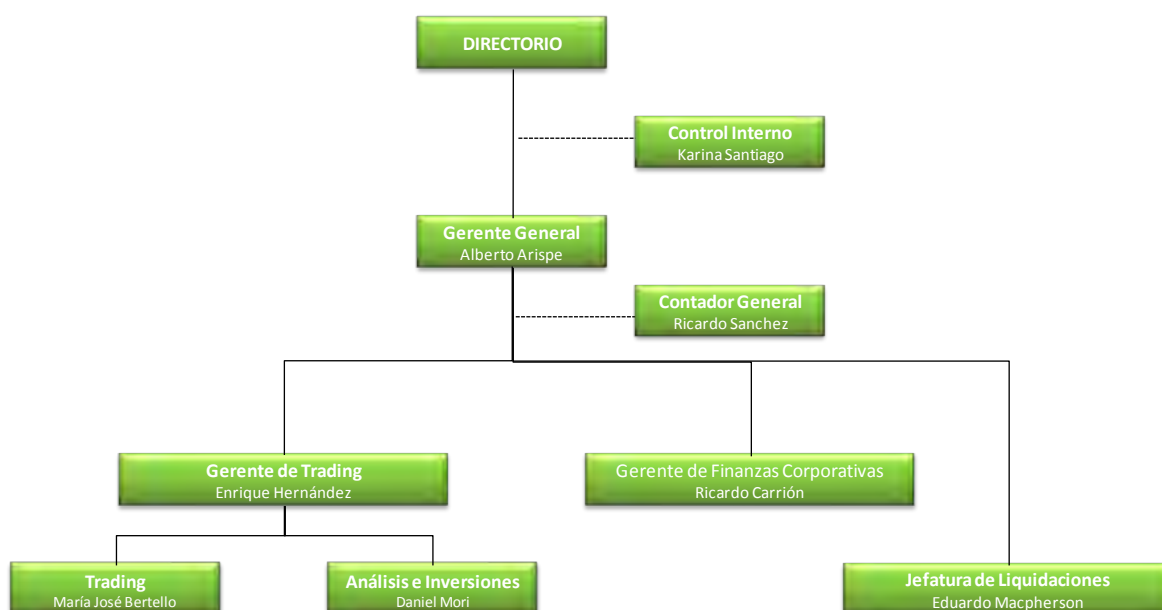 DIRECTORIO
Control Interno
Karina Santiago
Gerente General
Alberto Arispe
Contador General
Ricardo Sanchez
Gerente de Trading
Enrique Hernández
Gerente de Finanzas Corporativas
Ricardo Carrión
Trading
María José Bertello
Análisis e Inversiones
Daniel Mori
Jefatura de Liquidaciones
Eduardo Macpherson